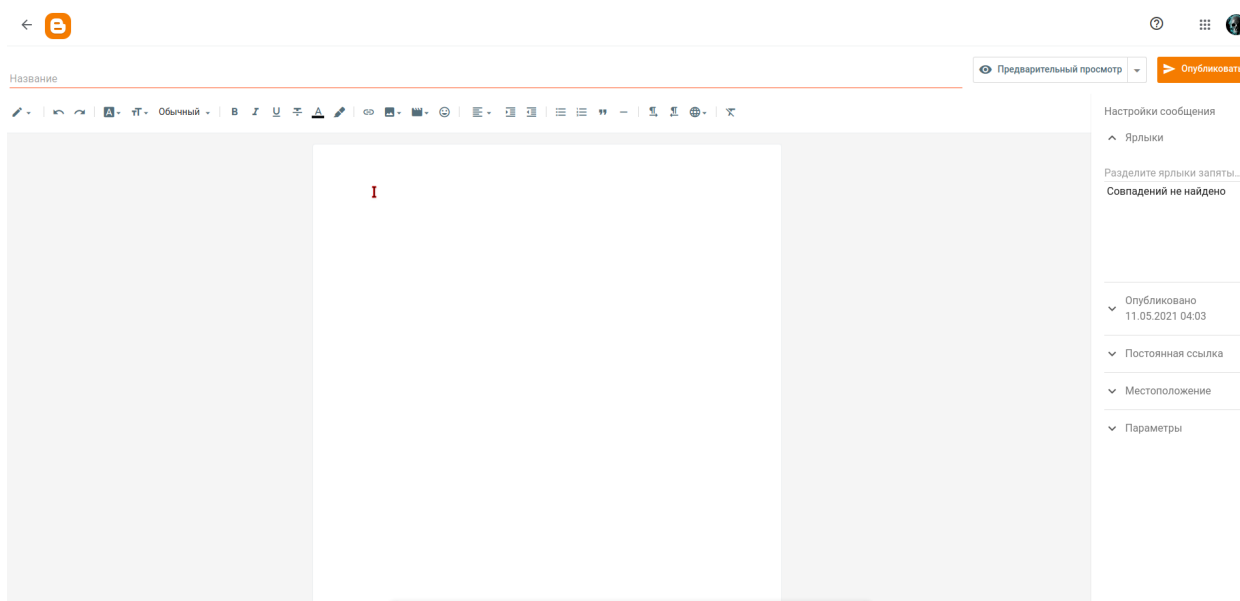 Название
Предварительный просмотр
Опубликовать
Обычный
B I U A
Настройки сообщения
Ярлыки
Разделите ярлыки запяты...
Совпадений не найдено
Опубликовано
11.05.2021 04:03
Постоянная ссылка
Местоположение
Параметры